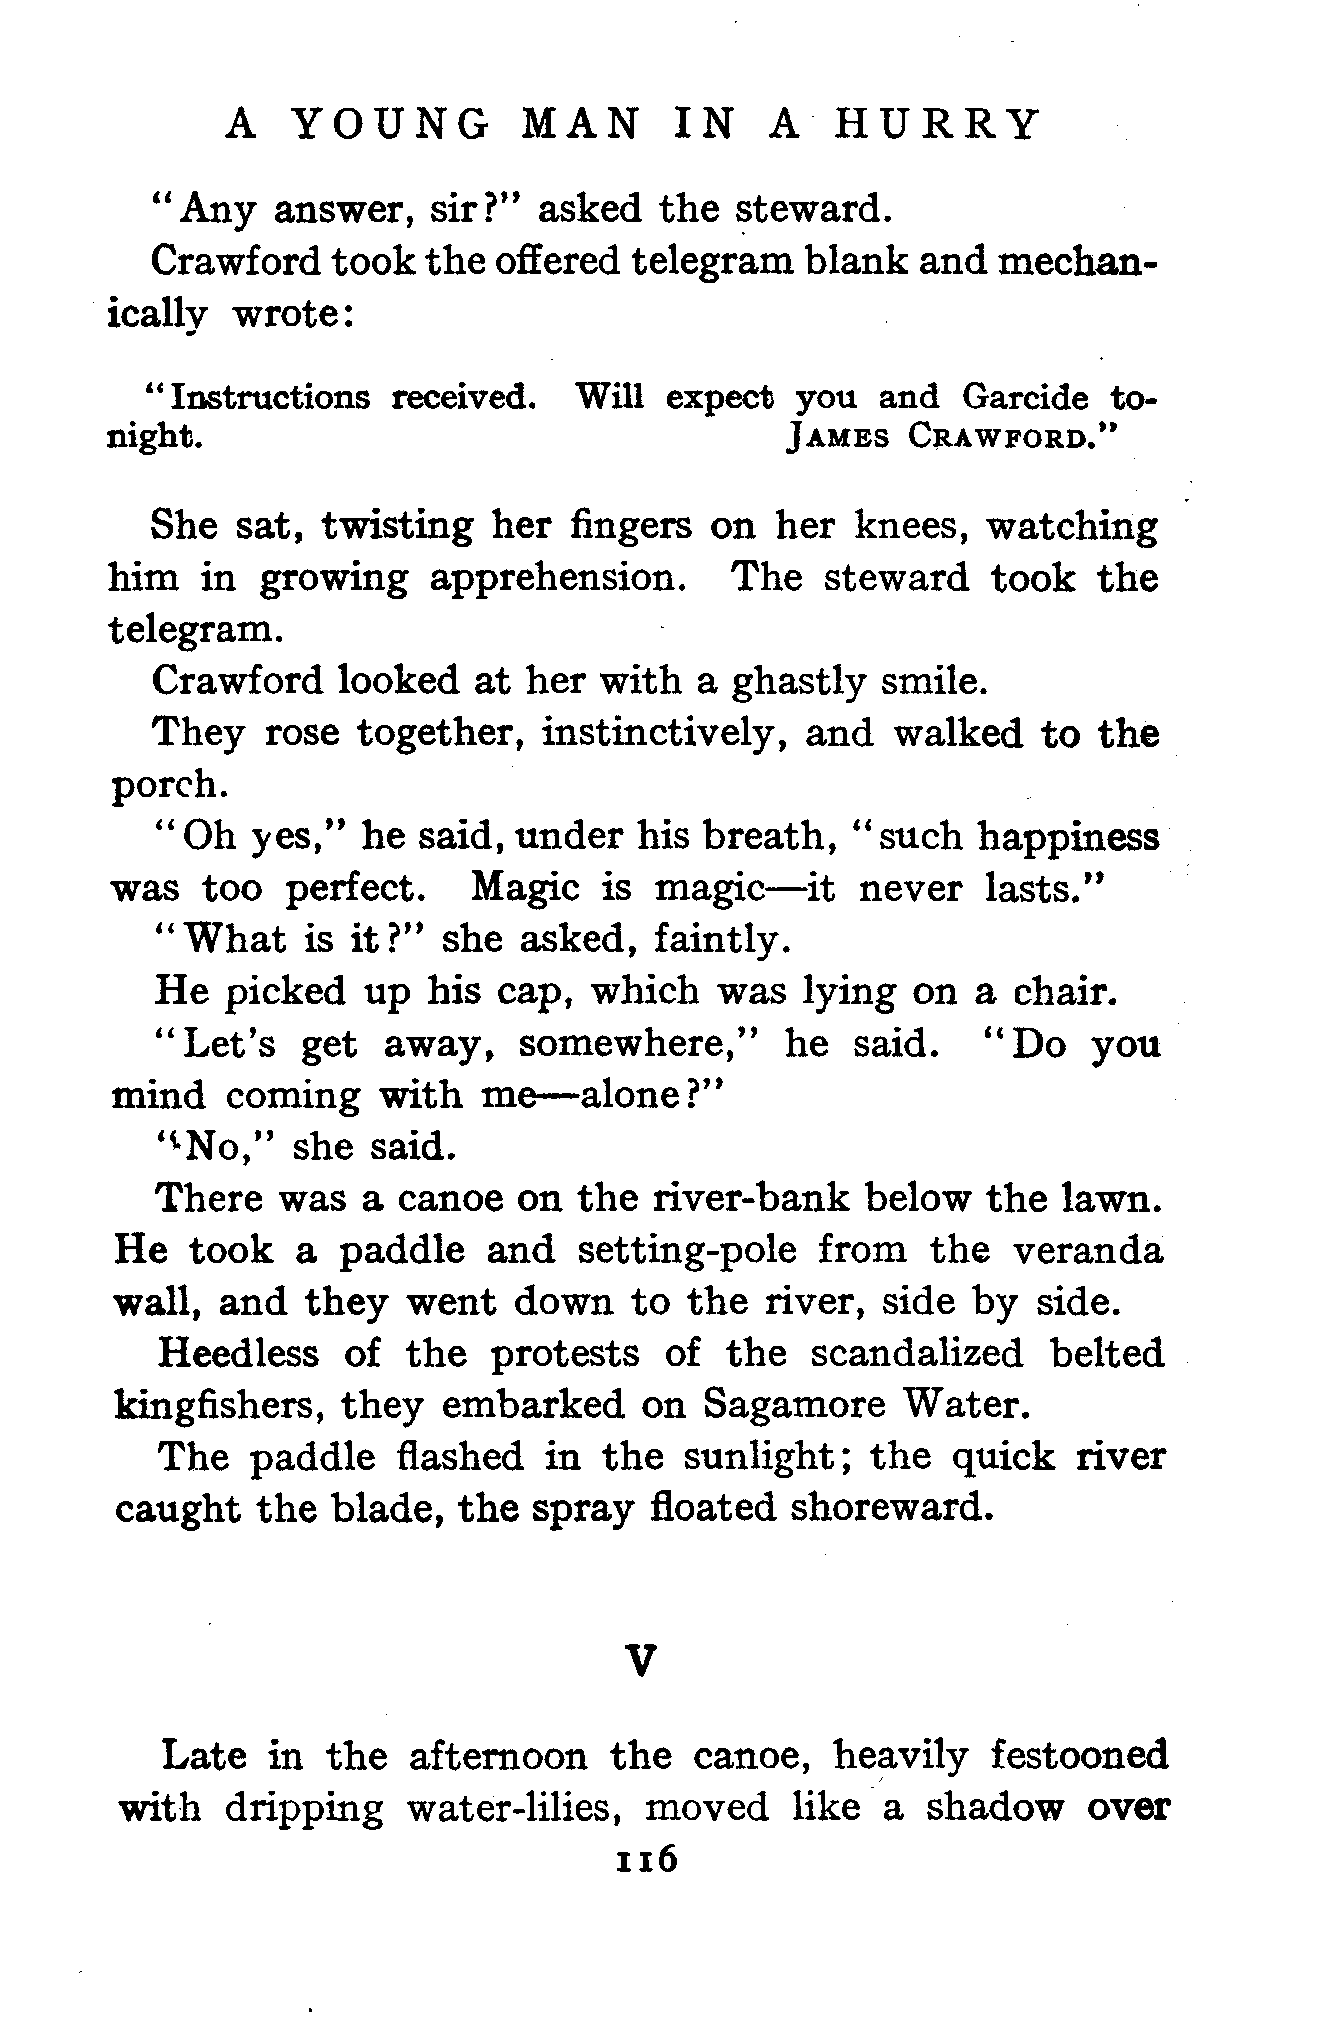 A YOUNG MAN IN A HURRY
"Any answer, sir?" asked the steward.
Crawford took the offered telegram blank and mechan-
ically wrote:
"Instructions received. Will expect you and Garcide to-
night. JAMES CRAWFORD."
She sat, twisting her fingers on her knees, watching
him in growing apprehension. The steward took the
telegram.
Crawford looked at her with a ghastly smile.
They rose together, instinctively, and walked to the
porch.
"Oh yes," he said, under his breath, "such happiness
was too perfect. Magic is magic—it never lasts."
"What is it?" she asked, faintly.
He picked up his cap, which was lying on a chair.
"Let's get away, somewhere," he said. "Do you
mind coming with me—alone?"
"No," she said.
There was a canoe on the river-bank below the lawn.
He took a paddle and setting-pole from the veranda
wall, and they went down to the river, side by side.
Heedless of the protests of the scandalized belted
kingfishers, they embarked on Sagamore Water.
The paddle flashed in the sunlight; the quick river
caught the blade, the spray floated shoreward.
V
Late in the afternoon the canoe, heavily festooned
with dripping water-lilies, moved like a shadow over
116